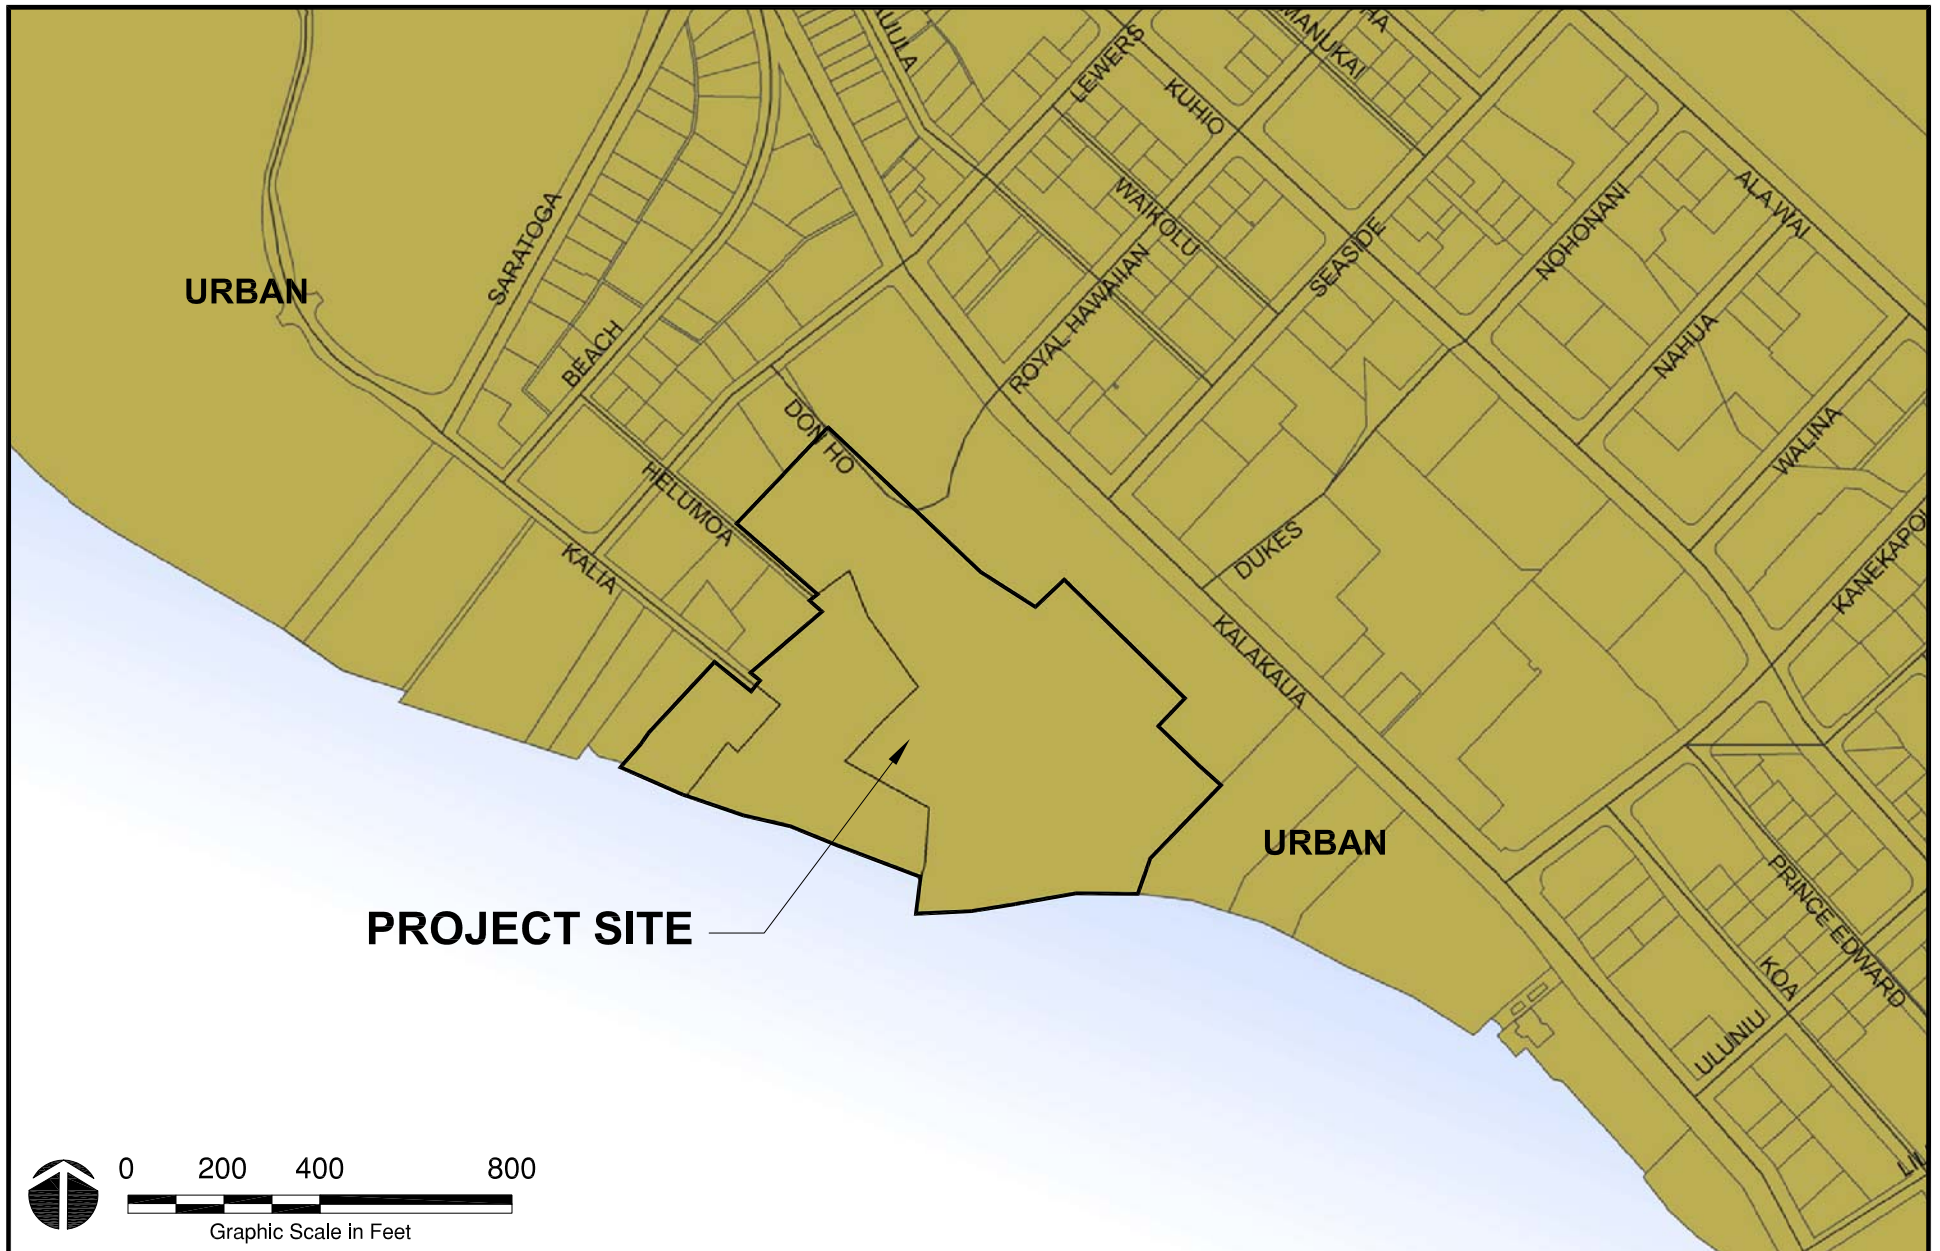 MANUKAI
LEWERS
KUHIO
WAIKOLU
ALA WAI
SARATOGA
ROYAL HAWAIIAN
SEASIDE
NOHONANI
URBAN
BEACH
NAHUA
DON HO
WALINA
HELUMOA
KALIA
DUKES
KALAKAUA
URBAN
PROJECT SITE
PRINCE EDWARD
KOA
ULUNIU
0 200 400 800
Graphic Scale in Feet